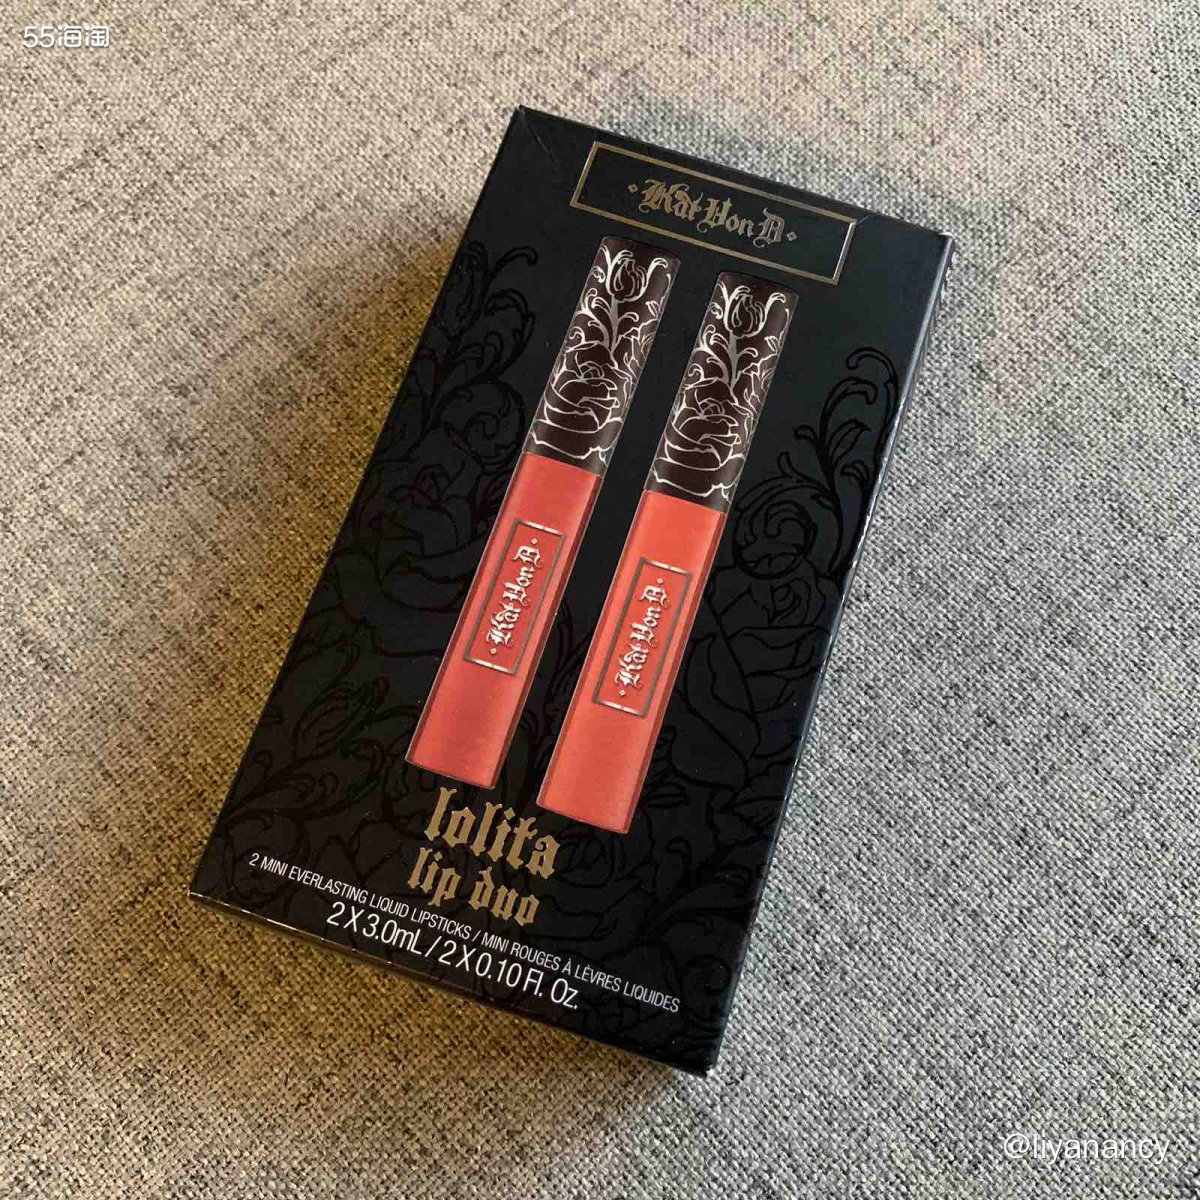 55海淘
Kat Von D
Kat Von D
Kat Von D
lolita
lip duo
2 MINI EVERLASTING LIQUID LIPSTICKS / MINI ROUGES À LÈVRES LIQUIDES
2 X 3.0mL / 2 X 0.10 Fl. Oz.
@liyanancy